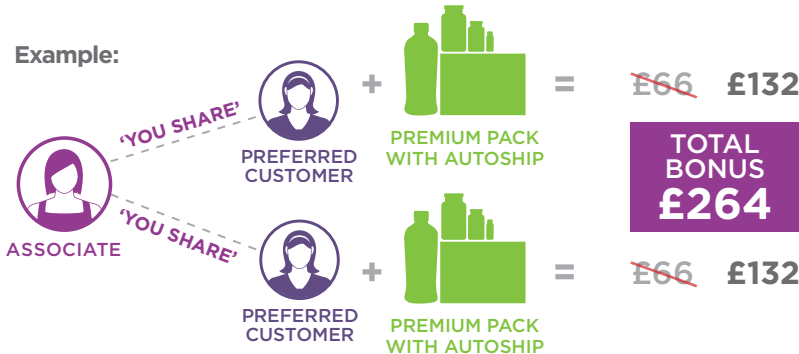 Example:
'YOU SHARE'
PREFERRED
CUSTOMER
+
PREMIUM PACK
WITH AUTOSHIP
=
£66 £132
ASSOCIATE
TOTAL
BONUS
£264
'YOU SHARE'
PREFERRED
CUSTOMER
+
PREMIUM PACK
WITH AUTOSHIP
=
£66 £132